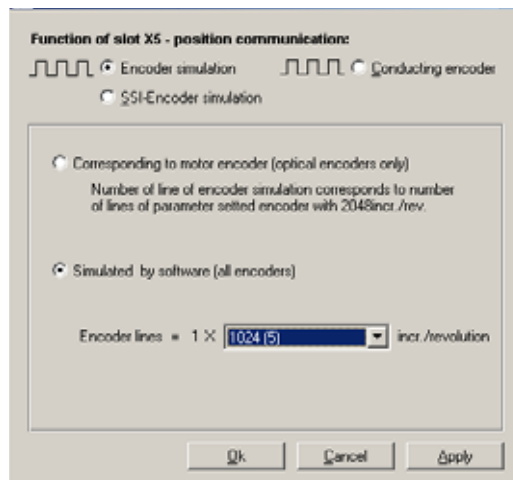 Function of slot X5 - position communication:
Encoder simulation Conducting encoder
SSI-Encoder simulation
Corresponding to motor encoder (optical encoders only)
Number of line of encoder simulation corresponds to number
of lines of parameter setted encoder with 2048incr./rev.
Simulated by software (all encoders)
Encoder lines = 1 X 1024 (5) incr./revolution
Ok Cancel Apply